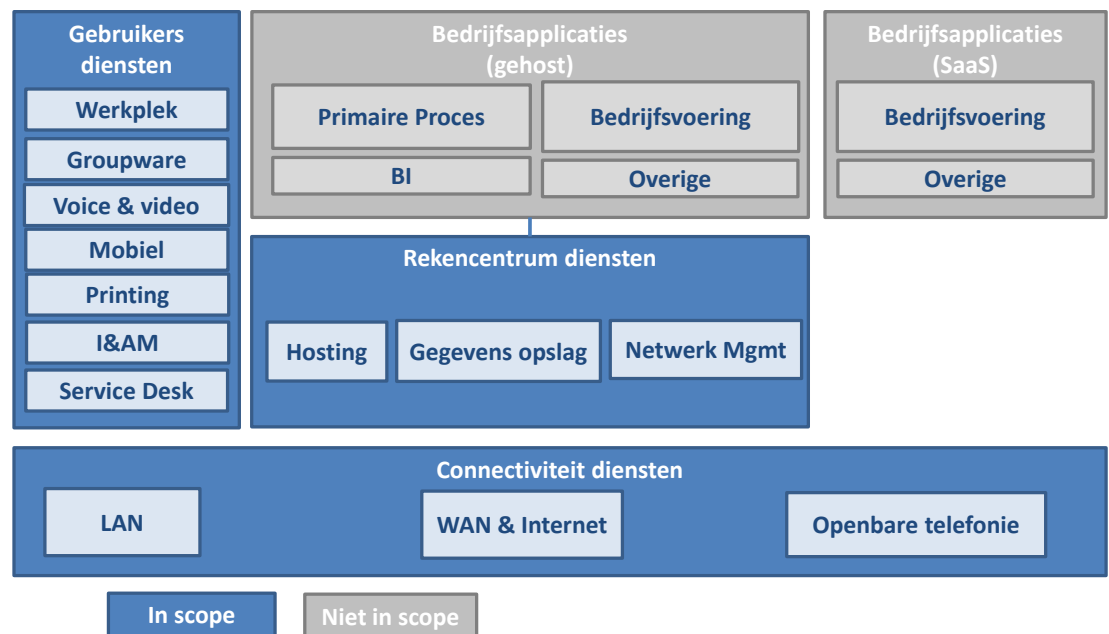 Gebruikers
diensten
Werkplek
Groupware
Voice & video
Mobiel
Printing
I&AM
Service Desk
Bedrijfsapplicaties
(gehost)
Primaire Proces
Bedrijfsvoering
BI
Overige
Bedrijfsapplicaties
(SaaS)
Bedrijfsvoering
Overige
Rekencentrum diensten
Hosting
Gegevens opslag
Netwerk Mgmt
Connectiviteit diensten
LAN
WAN & Internet
Openbare telefonie
In scope
Niet in scope